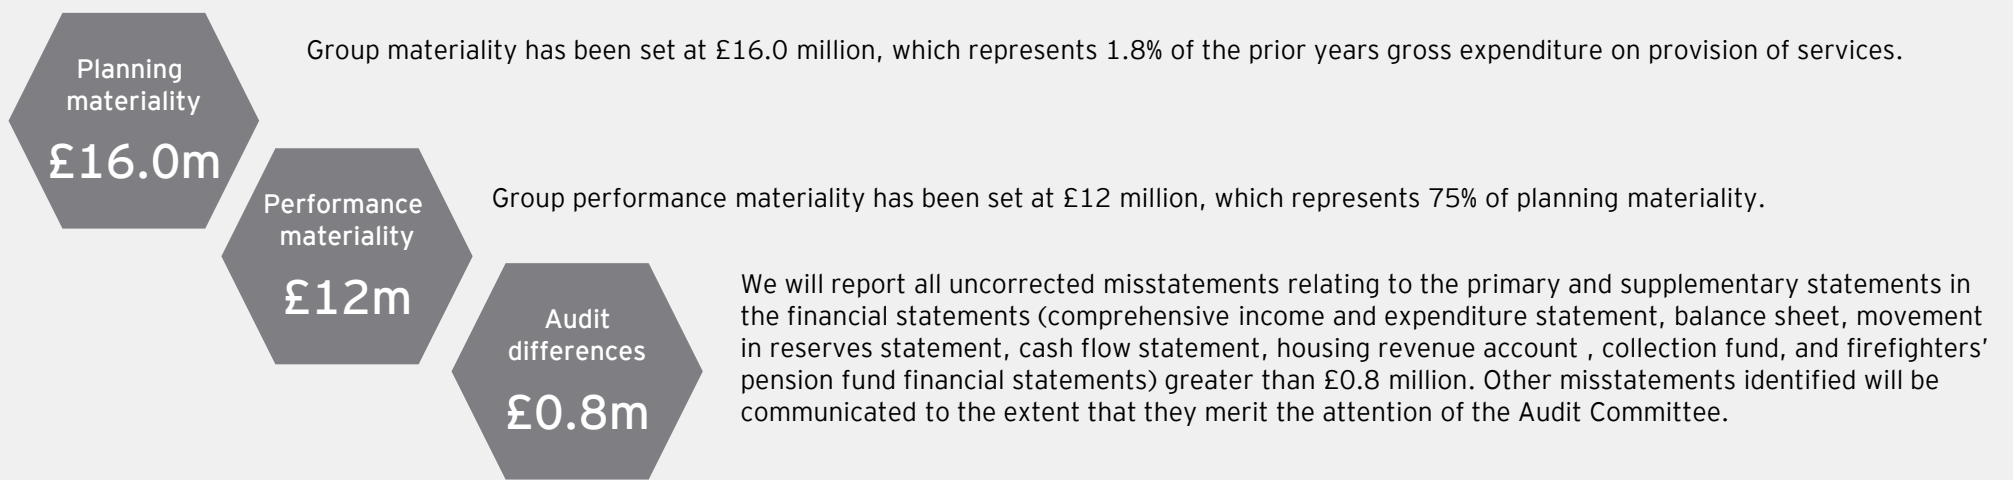 Planning
materiality
£16.0m
Group materiality has been set at £16.0 million, which represents 1.8% of the prior years gross expenditure on provision of services.
Performance
materiality
£12m
Group performance materiality has been set at £12 million, which represents 75% of planning materiality.
Audit
differences
£0.8m
We will report all uncorrected misstatements relating to the primary and supplementary statements in
the financial statements (comprehensive income and expenditure statement, balance sheet, movement
in reserves statement, cash flow statement, housing revenue account , collection fund, and firefighters’
pension fund financial statements) greater than £0.8 million. Other misstatements identified will be
communicated to the extent that they merit the attention of the Audit Committee.